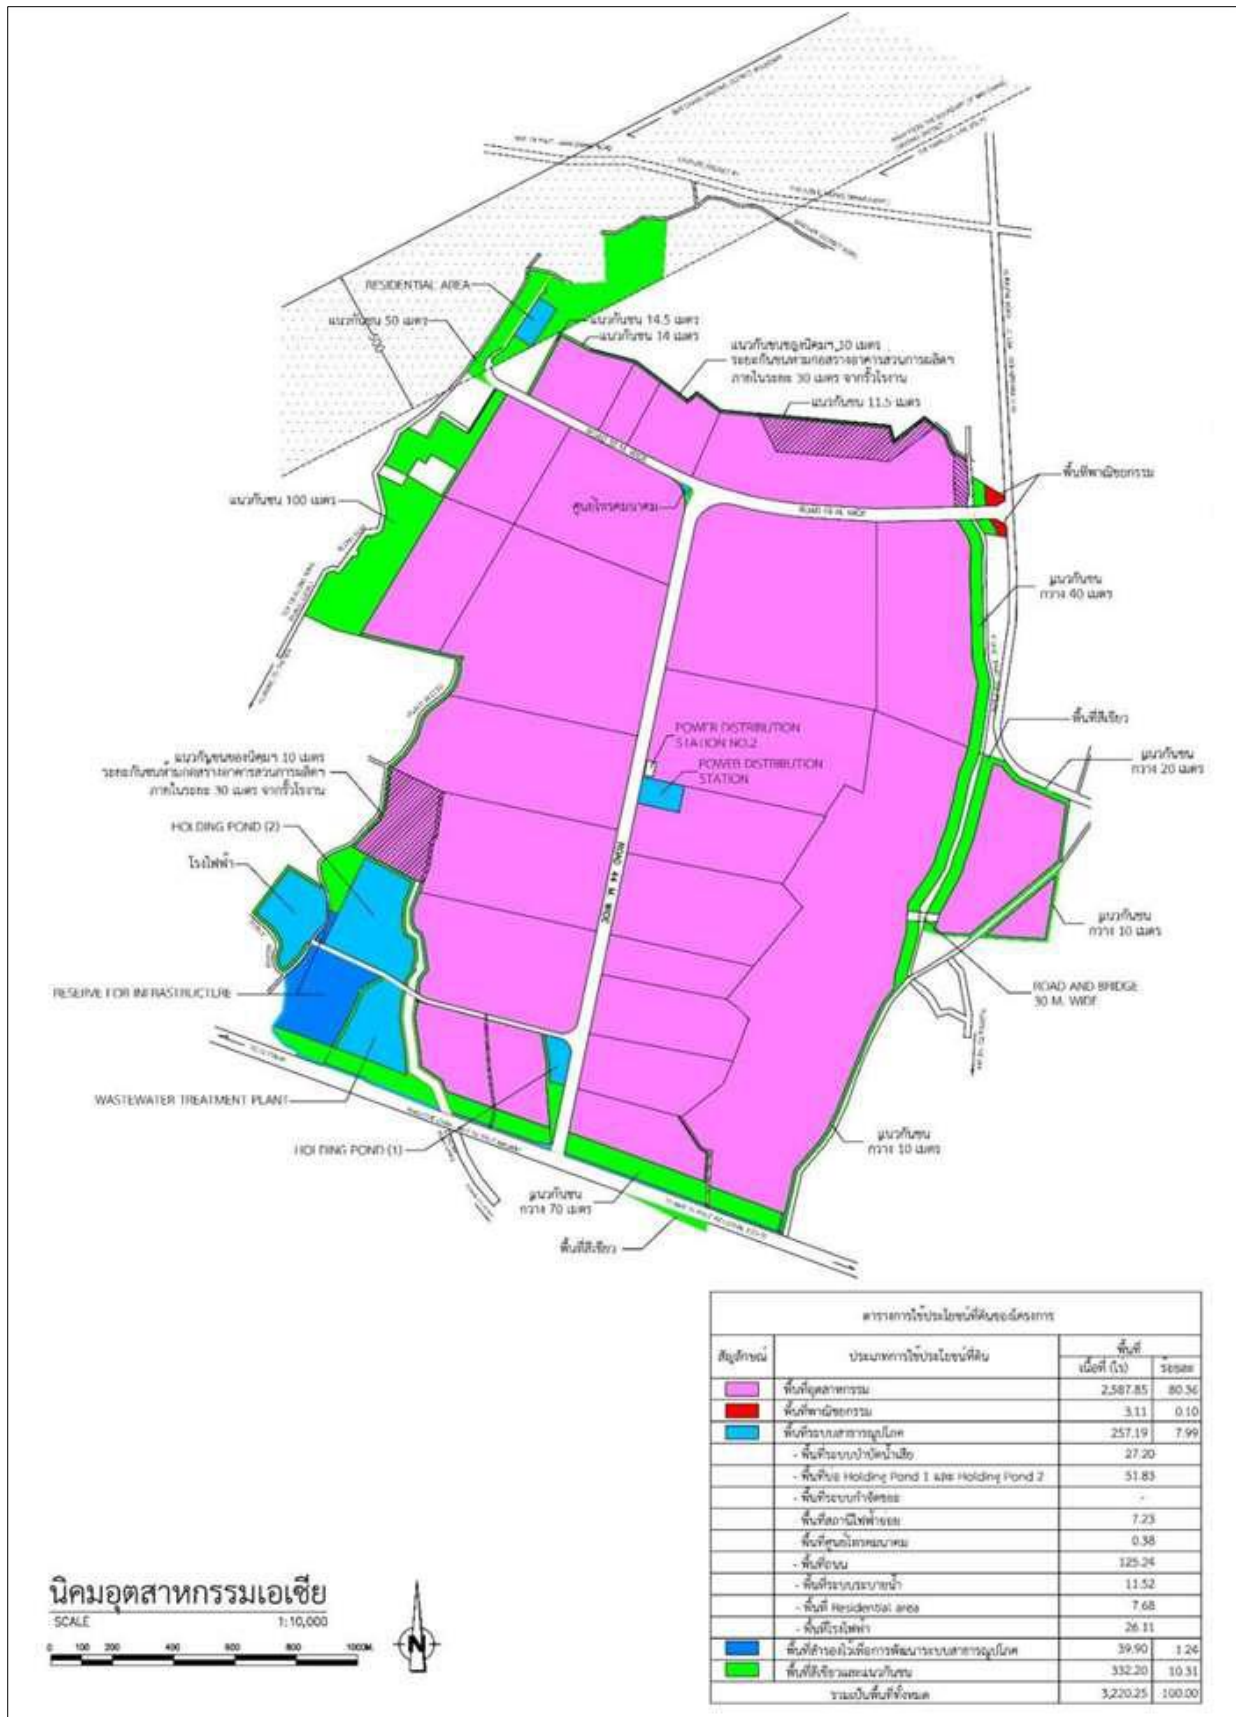 RESIDENTIAL AREA
แนวกันชน 50 เมตร
500
แนวกันชน 14.5 เมตร
แนวกันชน 14 เมตร
แนวกันชนของนิคมฯ 10 เมตร
ระยะกันชนห้ามก่อสร้างอาคารส่วนการผลิตฯ
ภายในระยะ 30 เมตร จากรั้วโรงงาน
แนวกันชน 11.5 เมตร
พื้นที่พาณิชยกรรม
แนวกันชน 100 เมตร
ศูนย์โทรคมนาคม
แนวกันชน
กว้าง 40 เมตร
พื้นที่สีเขียว
แนวกันชน
กว้าง 20 เมตร
POWER DISTRIBUTION
STATION NO.2
POWER DISTRIBUTION
STATION
แนวกันชนของนิคมฯ 10 เมตร
ระยะกันชนห้ามก่อสร้างอาคารส่วนการผลิตฯ
ภายในระยะ 30 เมตร จากรั้วโรงงาน
HOLDING POND (2)
โรงไฟฟ้า
ROAD 44 M. WIDE
แนวกันชน
กว้าง 10 เมตร
RESERVE FOR INFRASTRUCTURE
ROAD AND BRIDGE
30 M. WIDE
WASTEWATER TREATMENT PLANT
HOLDING POND (1)
แนวกันชน
กว้าง 10 เมตร
แนวกันชน
กว้าง 70 เมตร
พื้นที่สีเขียว
ตารางการใช้ประโยชน์ที่ดินของโครงการ
สัญลักษณ์ ประเภทการใช้ประโยชน์ที่ดิน พื้นที่
เนื้อที่ (ไร่) ร้อยละ
พื้นที่อุตสาหกรรม 2,587.85 80.36
พื้นที่พาณิชยกรรม 3.11 0.10
พื้นที่ระบบสาธารณูปโภค 257.19 7.99
- พื้นที่ระบบบำบัดน้ำเสีย 27.20
- พื้นที่บ่อ Holding Pond 1 และ Holding Pond 2 51.83
- พื้นที่ระบบกำจัดขยะ -
- พื้นที่สถานีไฟฟ้าย่อย 7.23
พื้นที่ศูนย์โทรคมนาคม 0.38
- พื้นที่ถนน 125.24
- พื้นที่ระบบระบายน้ำ 11.52
- พื้นที่ Residential area 7.68
- พื้นที่โรงไฟฟ้า 26.11
พื้นที่สำรองไว้เพื่อการพัฒนาระบบสาธารณูปโภค 39.90 1.24
พื้นที่สีเขียวและแนวกันชน 332.20 10.31
รวมเป็นพื้นที่ทั้งหมด 3,220.25 100.00
นิคมอุตสาหกรรมเอเชีย
SCALE 1:10,000
0 100 200 400 600 800 1000M.
N